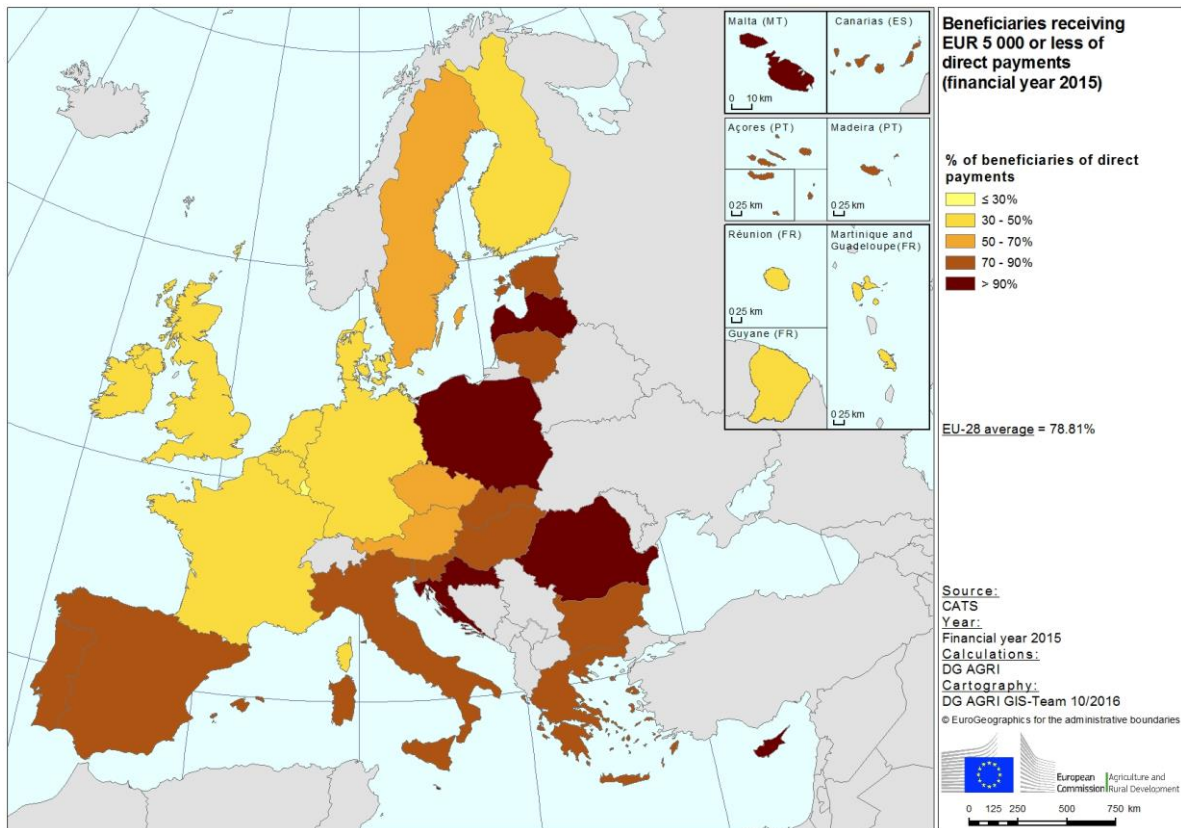 Malta (MT)
0 10 km
Canarias (ES)
Açores (PT)
0 25 km
Madeira (PT)
0 25 km
Réunion (FR)
0 25 km
Martinique and
Guadeloupe(FR)
0 25 km
Guyane (FR)
Beneficiaries receiving
EUR 5 000 or less of
direct payments
(financial year 2015)
% of beneficiaries of direct
payments
≤ 30%
30 - 50%
50 - 70%
70 - 90%
> 90%
EU-28 average = 78.81%
Source:
CATS
Year:
Financial year 2015
Calculations:
DG AGRI
Cartography:
DG AGRI GIS-Team 10/2016
© EuroGeographics for the administrative boundaries
European
Commission
Agriculture and
Rural Development
0 125 250 500 750 km